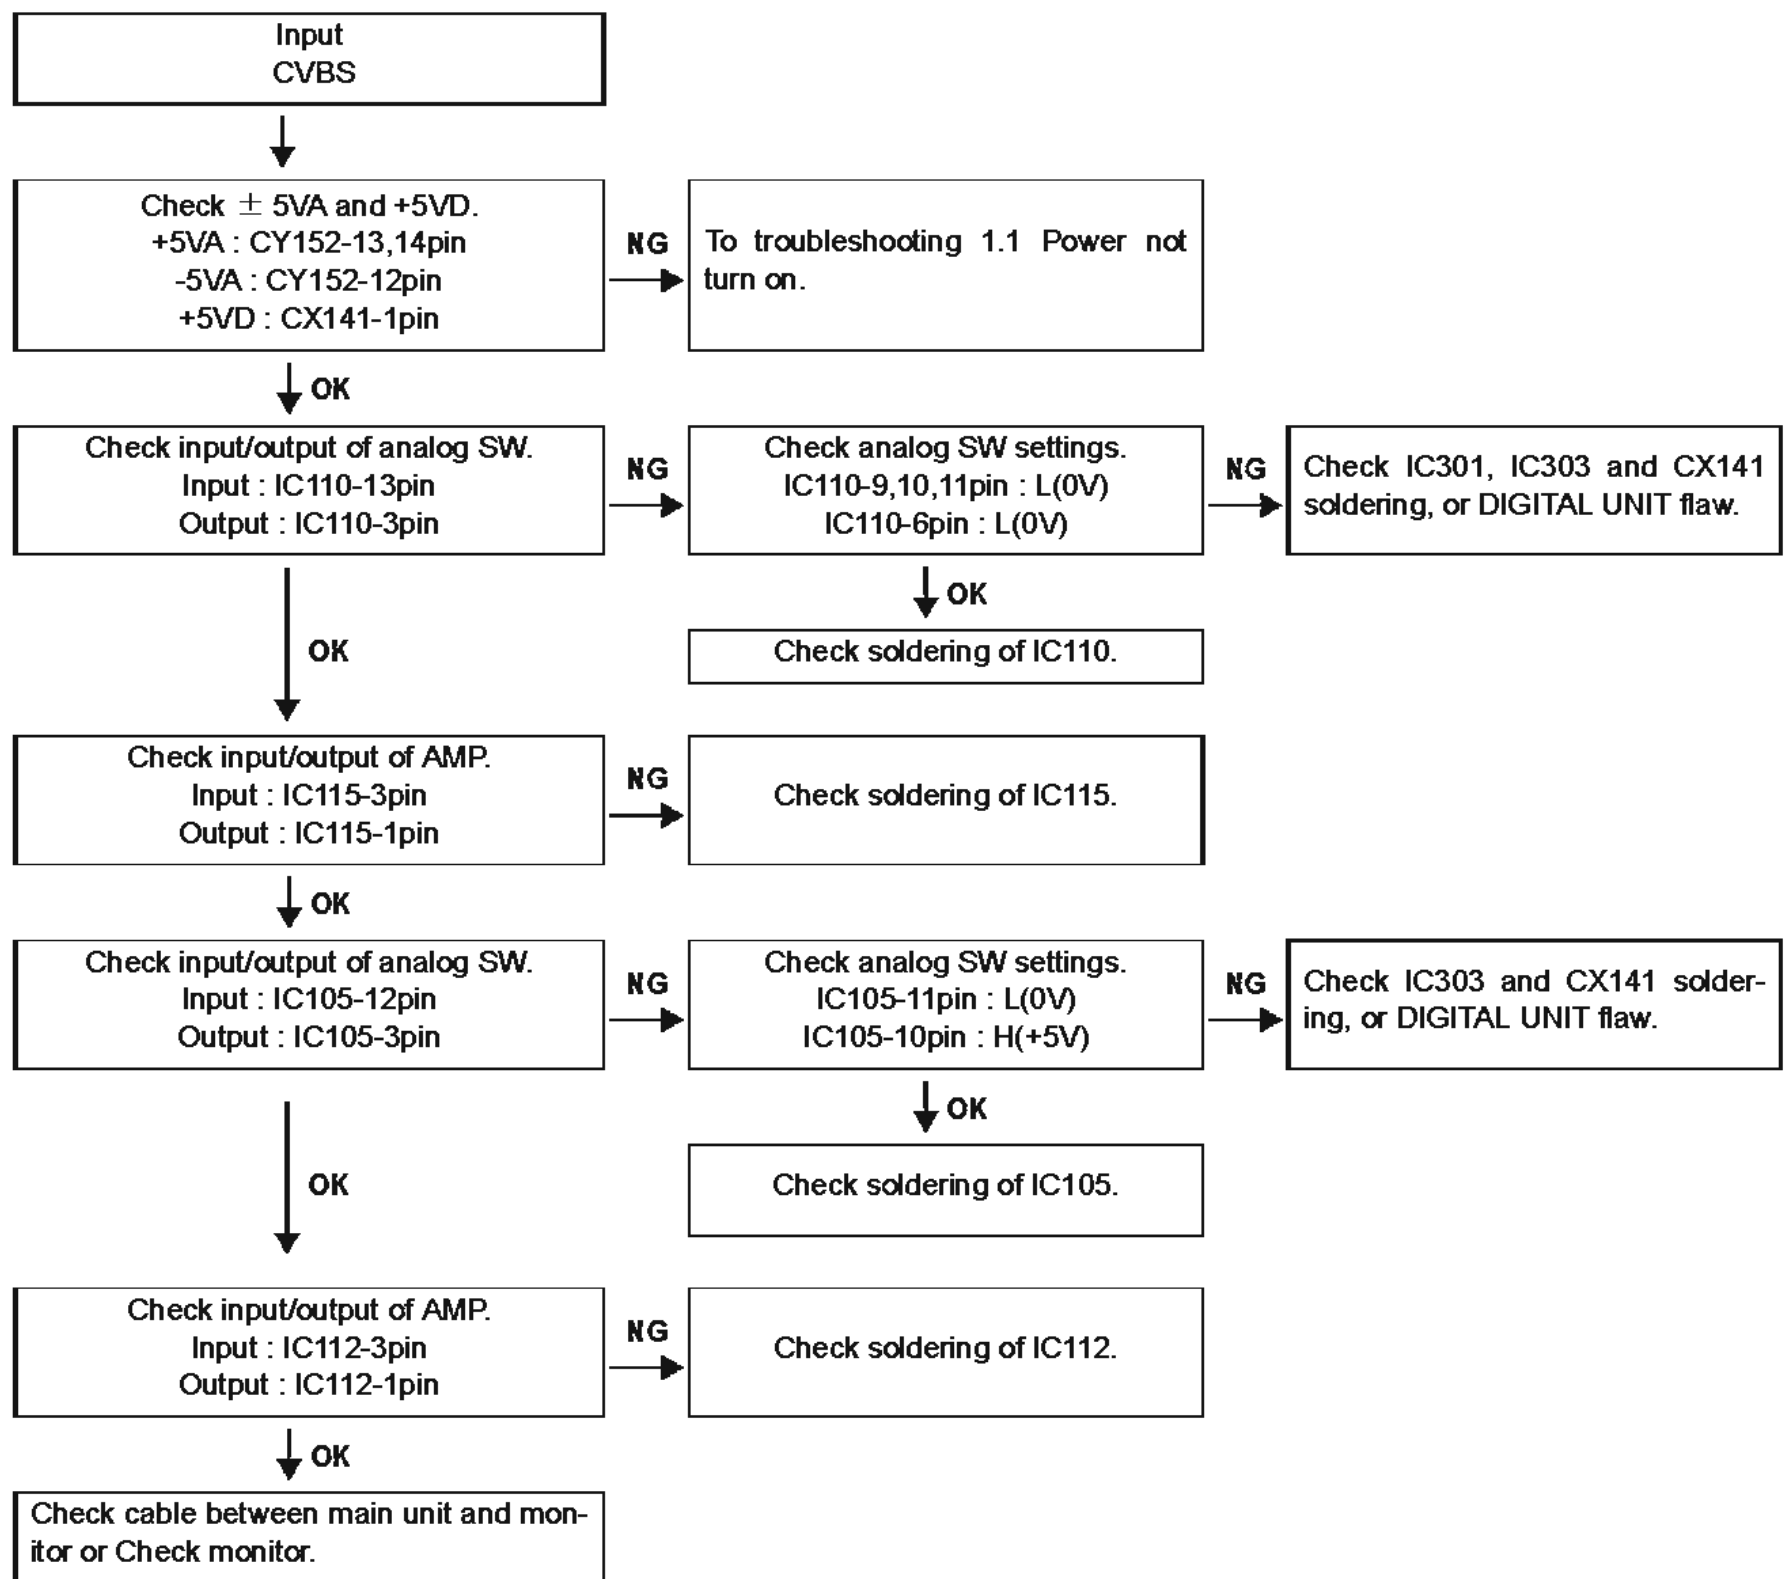 Input
CVBS
Check ± 5VA and +5VD.
+5VA : CY152-13,14pin
-5VA : CY152-12pin
+5VD : CX141-1pin
NG
To troubleshooting 1.1 Power not
turn on.
OK
Check input/output of analog SW.
Input : IC110-13pin
Output : IC110-3pin
NG
Check analog SW settings.
IC110-9,10,11pin : L(0V)
IC110-6pin : L(0V)
NG
Check IC301, IC303 and CX141
soldering, or DIGITAL UNIT flaw.
OK
Check soldering of IC110.
OK
Check input/output of AMP.
Input : IC115-3pin
Output : IC115-1pin
NG
Check soldering of IC115.
OK
Check input/output of analog SW.
Input : IC105-12pin
Output : IC105-3pin
NG
Check analog SW settings.
IC105-11pin : L(0V)
IC105-10pin : H(+5V)
NG
Check IC303 and CX141 solder-
ing, or DIGITAL UNIT flaw.
OK
Check soldering of IC105.
OK
Check input/output of AMP.
Input : IC112-3pin
Output : IC112-1pin
NG
Check soldering of IC112.
OK
Check cable between main unit and mon-
itor or Check monitor.